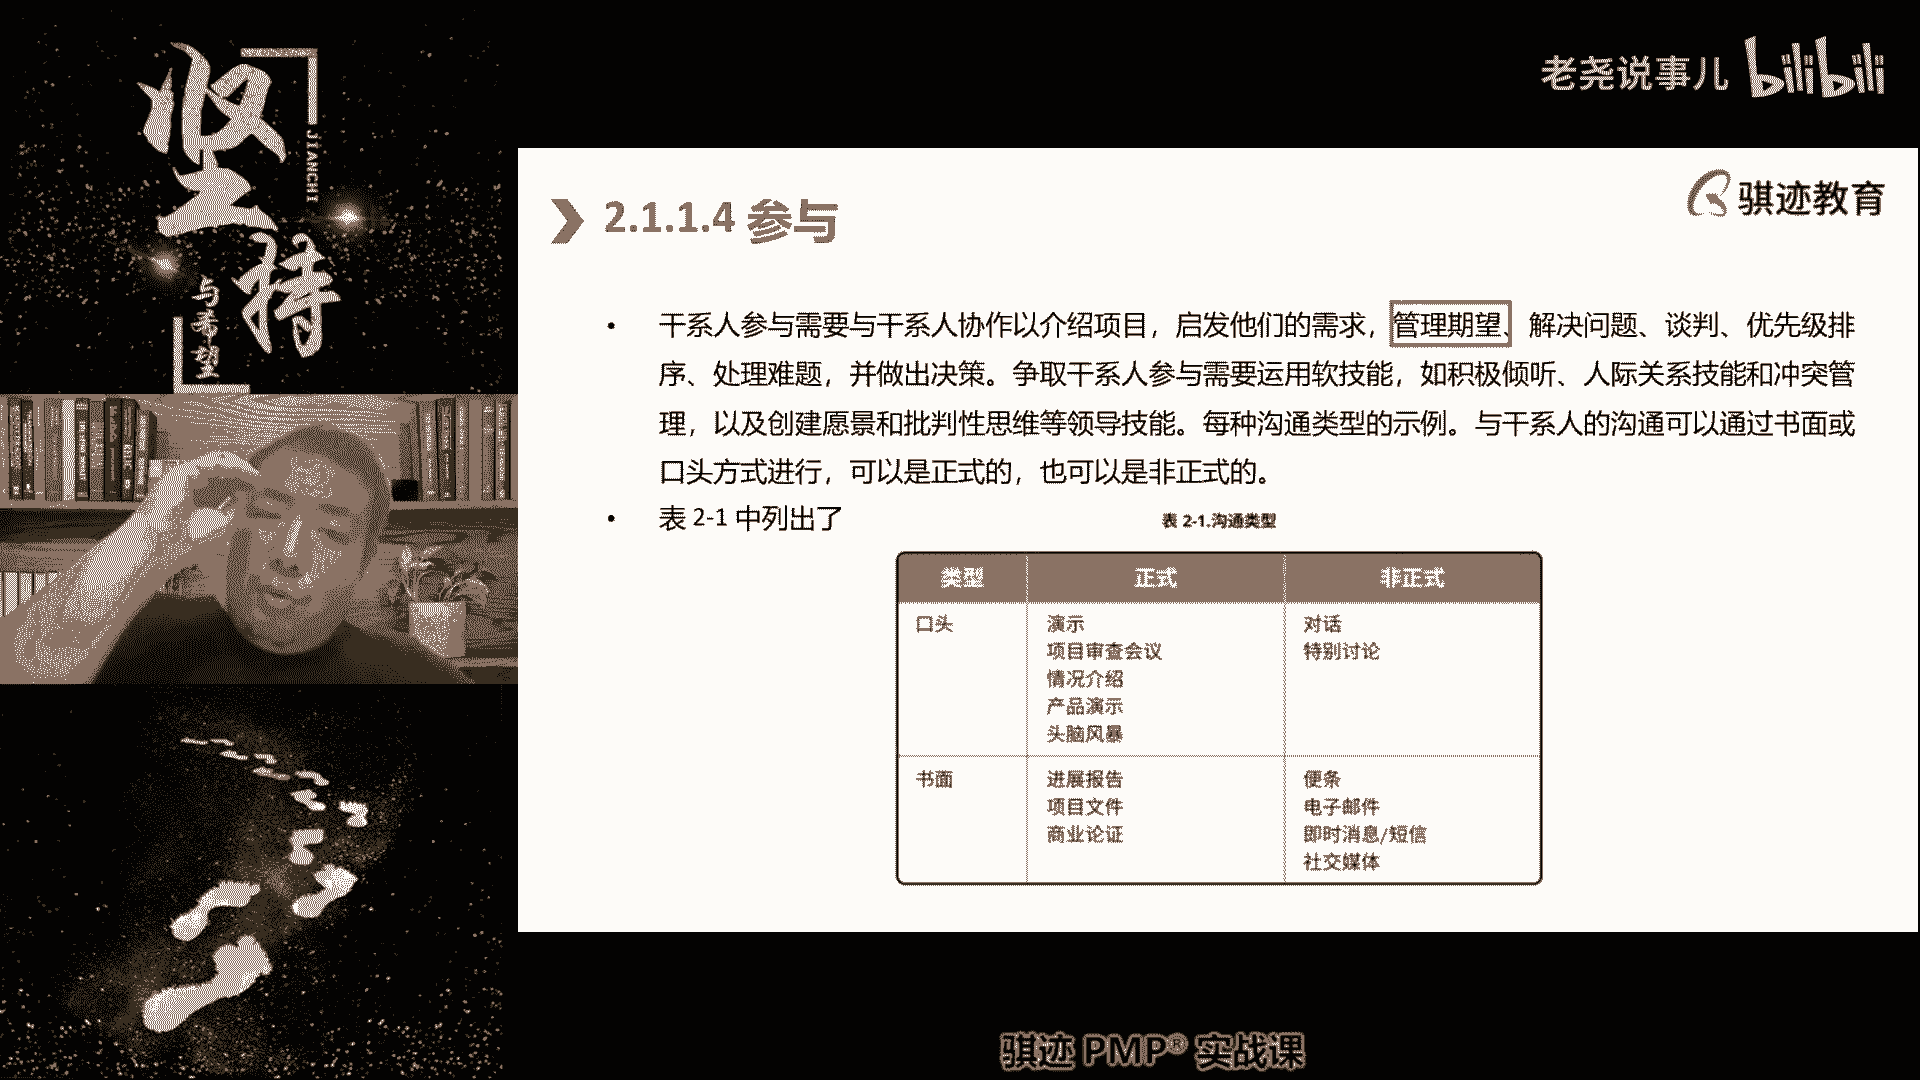 坚持
JIANCHI
与希望
老尧说事儿 bilibili
骐迹教育
2.1.1.4 参与
• 干系人参与需要与干系人协作以介绍项目，启发他们的需求，管理期望、解决问题、谈判、优先级排
序、处理难题，并做出决策。争取干系人参与需要运用软技能，如积极倾听、人际关系技能和冲突管
理，以及创建愿景和批判性思维等领导技能。每种沟通类型的示例。与干系人的沟通可以通过书面或
口头方式进行，可以是正式的，也可以是非正式的。
• 表 2-1 中列出了
表 2-1.沟通类型
类型 正式 非正式
口头 演示 对话
项目审查会议 特别讨论
情况介绍
产品演示
头脑风暴
书面 进展报告 便条
项目文件 电子邮件
商业论证 即时消息/短信
社交媒体
骐迹 PMP® 实战课